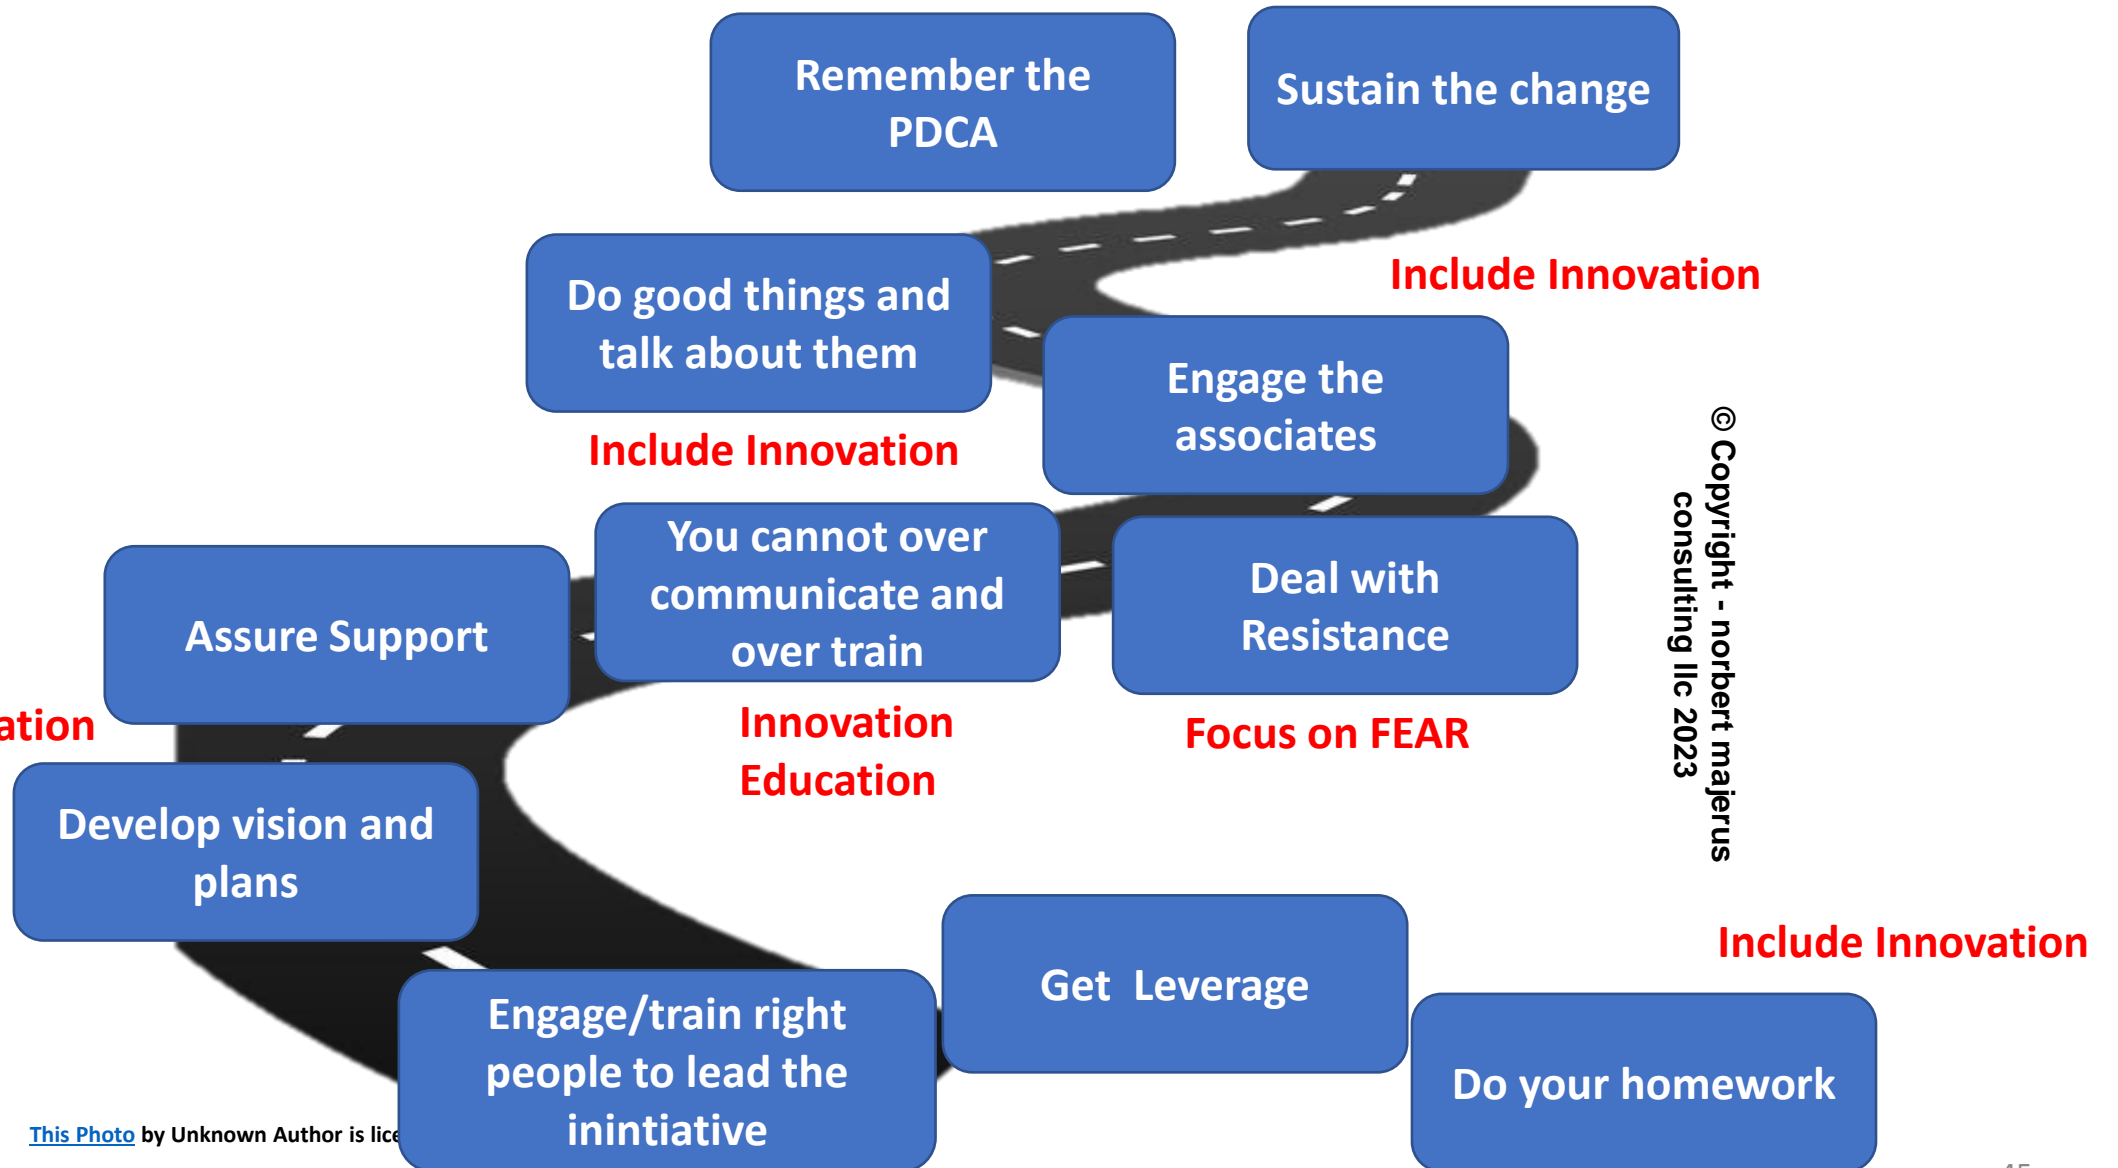 Remember the
PDCA
Sustain the change
Do good things and
talk about them
Include Innovation
Engage the
associates
Include Innovation
You cannot over
communicate and
over train
Deal with
Resistance
Assure Support
ation
Innovation
Education
Focus on FEAR
Develop vision and
plans
Get Leverage
Include Innovation
Engage/train right
people to lead the
inintiative
Do your homework
© Copyright - norbert majerus
consulting llc 2023
This Photo by Unknown Author is lice